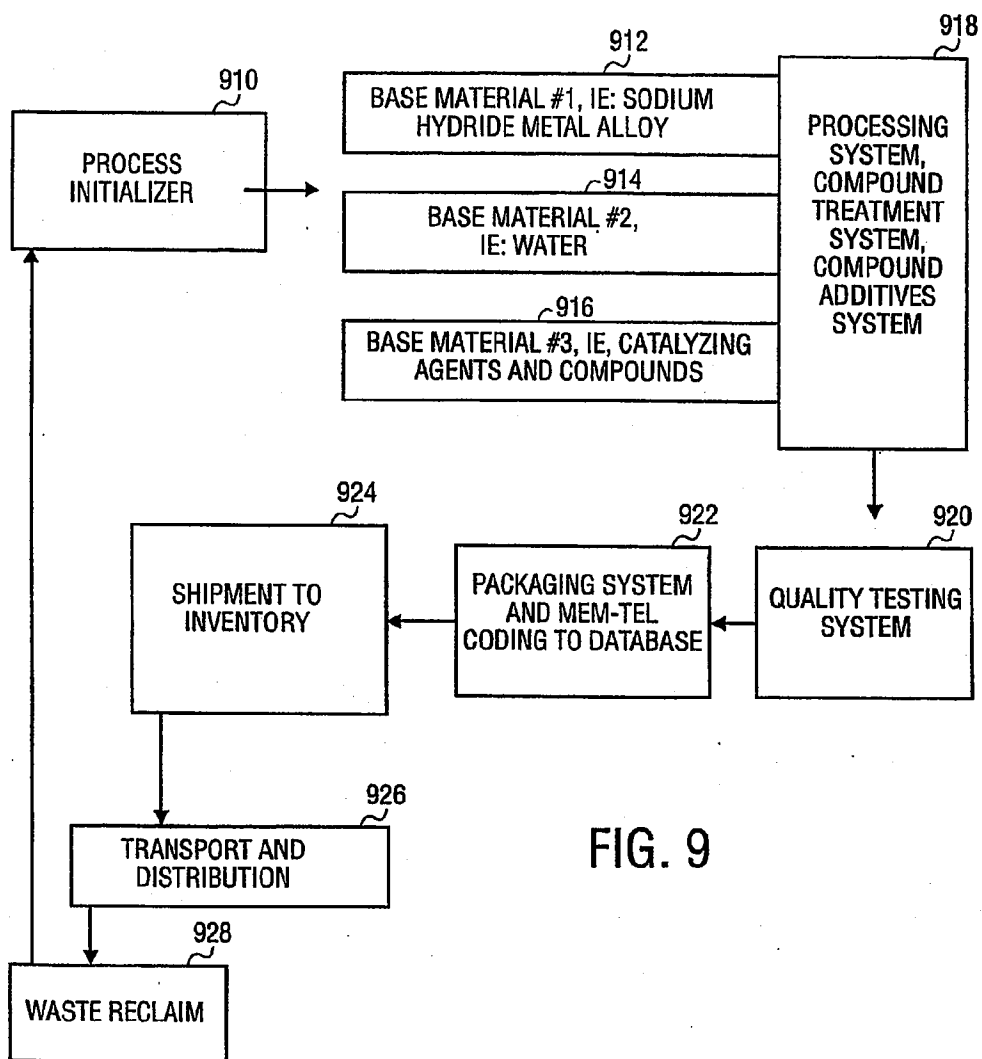 910
PROCESS
INITIALIZER
912
BASE MATERIAL #1, IE: SODIUM
HYDRIDE METAL ALLOY
914
BASE MATERIAL #2,
IE: WATER
916
BASE MATERIAL #3, IE, CATALYZING
AGENTS AND COMPOUNDS
918
PROCESSING
SYSTEM,
COMPOUND
TREATMENT
SYSTEM,
COMPOUND
ADDITIVES
SYSTEM
920
QUALITY TESTING
SYSTEM
922
PACKAGING SYSTEM
AND MEM-TEL
CODING TO DATABASE
924
SHIPMENT TO
INVENTORY
926
TRANSPORT AND
DISTRIBUTION
928
WASTE RECLAIM
FIG. 9